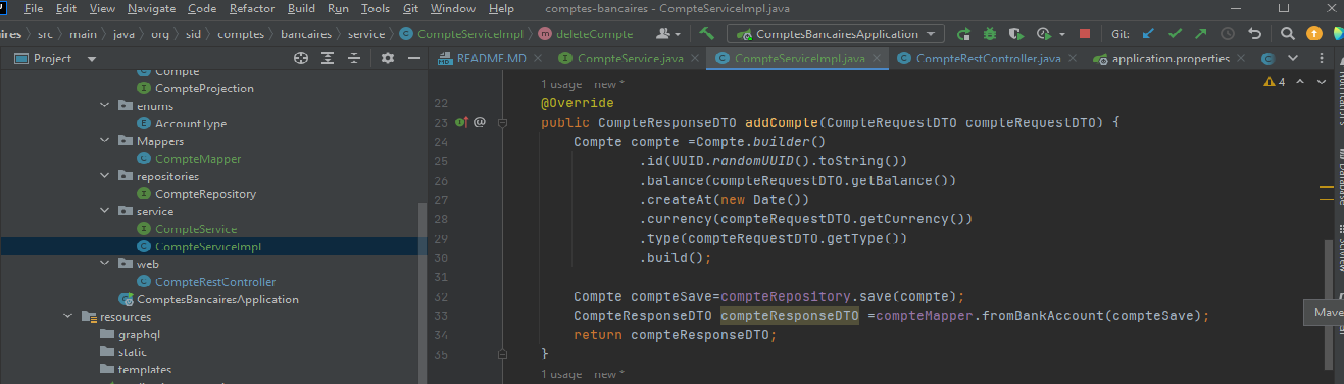 File Edit View Navigate Code Refactor Build Run Tools Git Window Help comptes-bancaires - CompteServiceImpl.java
aires src main java org sid comptes bancaires service CompteServiceImpl deleteCompte ComptesBancairesApplication Git:
Project README.MD CompteService.java CompteServiceImpl.java CompteRestController.java application.properties
Compte
CompteProjection
enums
AccountType
Mappers
CompteMapper
repositories
CompteRepository
service
CompteService
CompteServiceImpl
web
CompteRestController
ComptesBancairesApplication
resources
graphql
static
templates
1 usage new *
4
22 @Override
23 @ public CompteResponseDTO addCompte(CompteRequestDTO compteRequestDTO) {
24 Compte compte =Compte.builder()
25 .id(UUID.randomUUID().toString())
26 .balance(compteRequestDTO.getBalance())
27 .createAt(new Date())
28 .currency(compteRequestDTO.getCurrency())
29 .type(compteRequestDTO.getType())
30 .build();
31
32 Compte compteSave=compteRepository.save(compte);
33 CompteResponseDTO compteResponseDTO =compteMapper.fromBankAccount(compteSave);
34 return compteResponseDTO;
35 }
1 usage new *
Mave